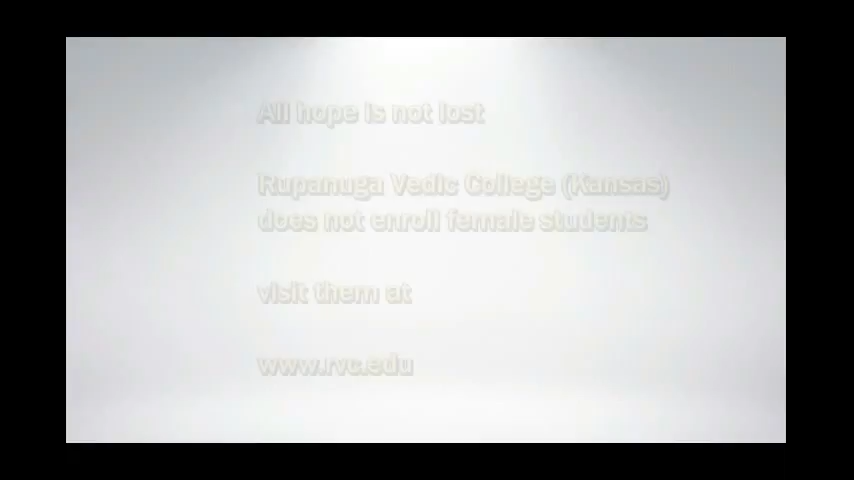 All hope is not lost
Rupanuga Vedic College (Kansas)
does not enroll female students
visit them at
www.rvc.edu